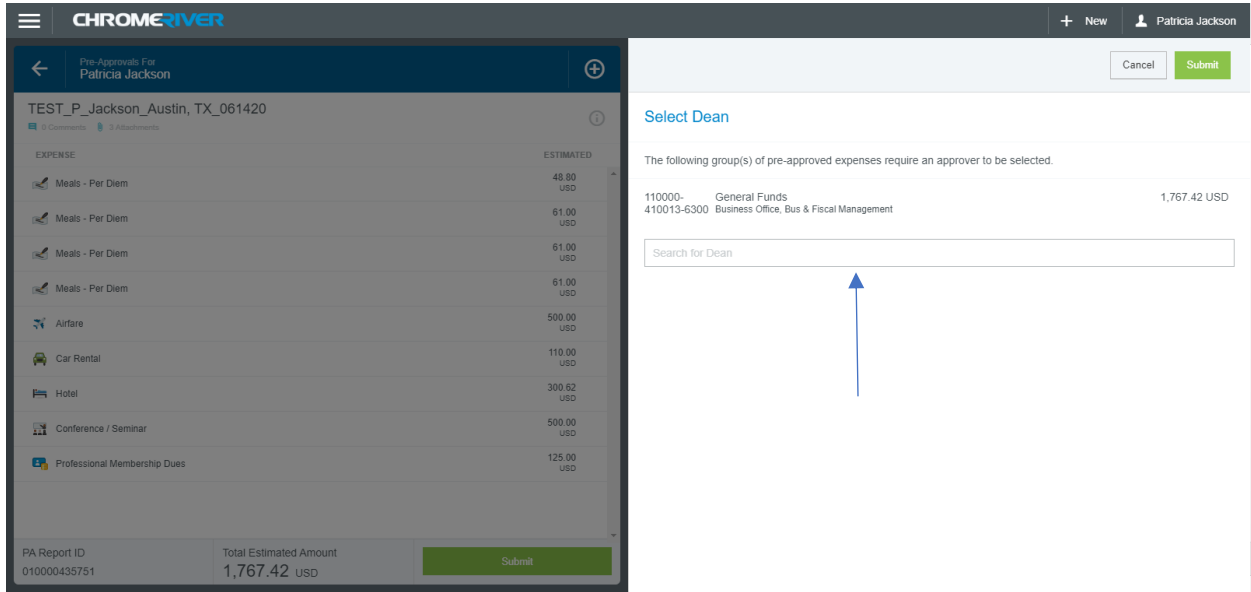 CHROMERIVER
New
Patricia Jackson
Pre-Approvals For
Patricia Jackson
TEST_P_Jackson_Austin, TX_061420
0 Comments 3 Attachments
EXPENSE ESTIMATED
Meals - Per Diem 48.80
USD
Meals - Per Diem 61.00
USD
Meals - Per Diem 61.00
USD
Meals - Per Diem 61.00
USD
Airfare 500.00
USD
Car Rental 110.00
USD
Hotel 300.62
USD
Conference / Seminar 500.00
USD
Professional Membership Dues 125.00
USD
PA Report ID
010000435751
Total Estimated Amount
1,767.42 USD
Submit
Cancel
Submit
Select Dean
The following group(s) of pre-approved expenses require an approver to be selected.
110000- General Funds 1,767.42 USD
410013-6300 Business Office, Bus & Fiscal Management
Search for Dean